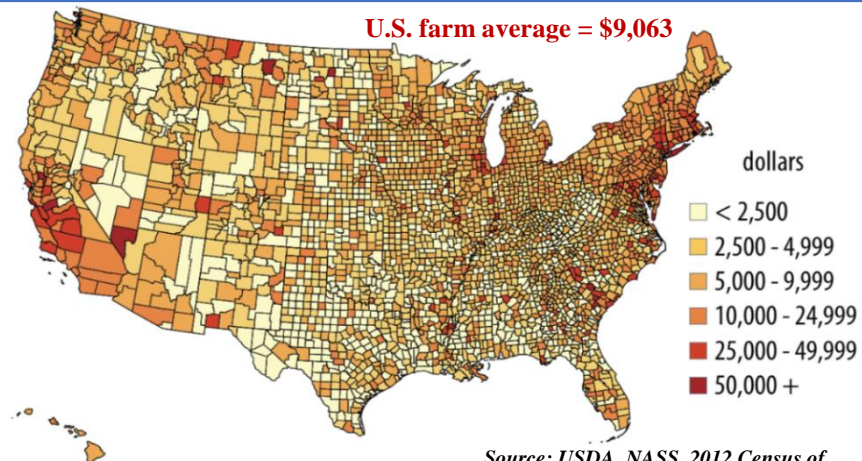 U.S. farm average = $9,063
dollars
< 2,500
2,500 - 4,999
5,000 - 9,999
10,000 - 24,999
25,000 - 49,999
50,000 +
Source: USDA, NASS, 2012 Census of